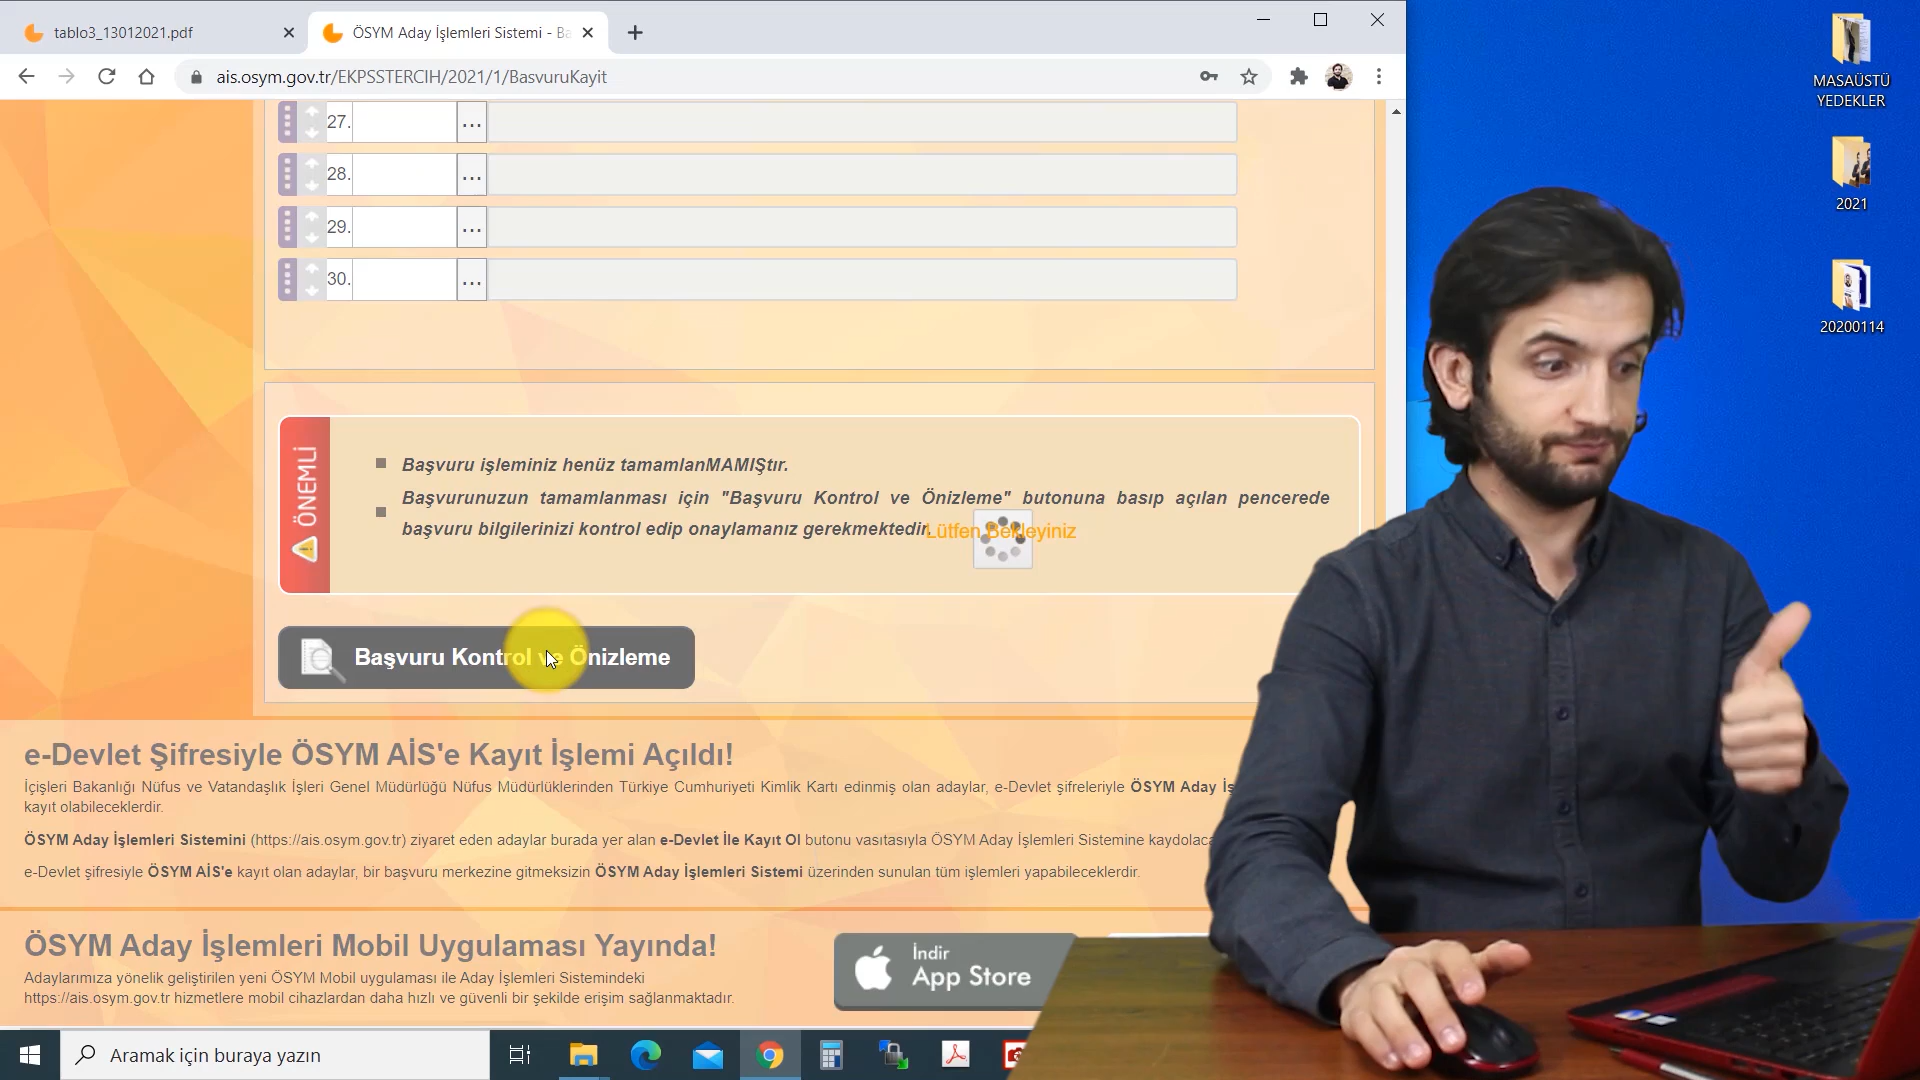 tablo3_13012021.pdf
ÖSYM Aday İşlemleri Sistemi - Ba
ais.osym.gov.tr/EKPSSTERCIH/2021/1/BasvuruKayit
27.
...
28.
...
29.
...
30.
...
ÖNEMLİ
Başvuru işleminiz henüz tamamlanMAMIŞtır.
Başvurunuzun tamamlanması için "Başvuru Kontrol ve Önizleme" butonuna basıp açılan pencerede
başvuru bilgilerinizi kontrol edip onaylamanız gerekmektedir.
Lütfen Bekleyiniz
Başvuru Kontrol ve Önizleme
e-Devlet Şifresiyle ÖSYM AİS'e Kayıt İşlemi Açıldı!
İçişleri Bakanlığı Nüfus ve Vatandaşlık İşleri Genel Müdürlüğü Nüfus Müdürlüklerinden Türkiye Cumhuriyeti Kimlik Kartı edinmiş olan adaylar, e-Devlet şifreleriyle ÖSYM Aday İş
kayıt olabileceklerdir.
ÖSYM Aday İşlemleri Sistemini (https://ais.osym.gov.tr) ziyaret eden adaylar burada yer alan e-Devlet İle Kayıt Ol butonu vasıtasıyla ÖSYM Aday İşlemleri Sistemine kaydolaca
e-Devlet şifresiyle ÖSYM AİS'e kayıt olan adaylar, bir başvuru merkezine gitmeksizin ÖSYM Aday İşlemleri Sistemi üzerinden sunulan tüm işlemleri yapabileceklerdir.
ÖSYM Aday İşlemleri Mobil Uygulaması Yayında!
Adaylarımıza yönelik geliştirilen yeni ÖSYM Mobil uygulaması ile Aday İşlemleri Sistemindeki
https://ais.osym.gov.tr hizmetlere mobil cihazlardan daha hızlı ve güvenli bir şekilde erişim sağlanmaktadır.
İndir
App Store
Aramak için buraya yazın
MASAÜSTÜ
YEDEKLER
2021
20200114